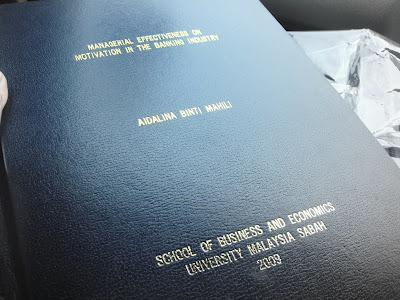 MANAGERIAL EFFECTIVENESS ON
MOTIVATION IN THE BANKING INDUSTRY
AIDALINA BINTI MAHILI
SCHOOL OF BUSINESS AND ECONOMICS
UNIVERSITY MALAYSIA SABAH
2009